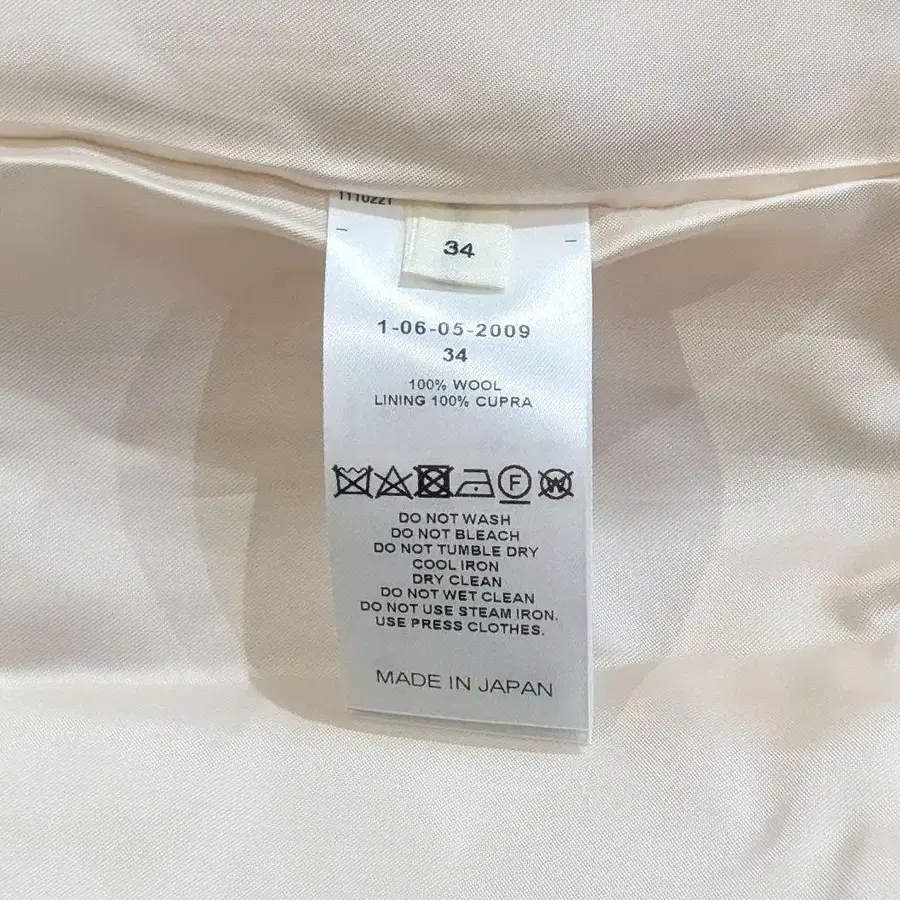 34
1-06-05-2009
34
100% WOOL
LINING 100% CUPRA
F W
DO NOT WASH
DO NOT BLEACH
DO NOT TUMBLE DRY
COOL IRON
DRY CLEAN
DO NOT WET CLEAN
DO NOT USE STEAM IRON.
USE PRESS CLOTHES.
MADE IN JAPAN